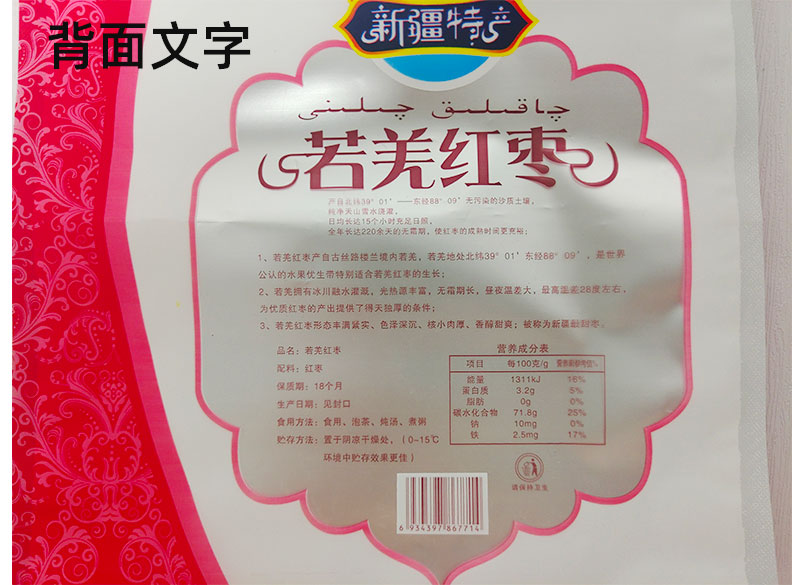 背面文字
新疆特产
چاقىلىق چىلىنى
若羌红枣
产自北纬39° 01′——东经88° 09′无污染的沙质土壤,
纯净天山雪水浇灌,
日均长达15个小时充足日照,
全年长达220余天的无霜期, 使红枣的成熟时间更充裕;
1、若羌红枣产自古丝路楼兰境内若羌, 若羌地处北纬39° 01′ 东经88° 09′, 是世界
公认的水果优生带特别适合若羌红枣的生长;
2、若羌拥有冰川融水灌溉, 光热源丰富, 无霜期长, 昼夜温差大, 最高温差28度左右,
为优质红枣的产出提供了得天独厚的条件;
3、若羌红枣形态丰满紧实、色泽深沉、核小肉厚、香醇甜爽; 被称为新疆最甜枣。
品名: 若羌红枣
配料: 红枣
保质期: 18个月
生产日期: 见封口
食用方法: 食用、泡茶、炖汤、煮粥
贮存方法: 置于阴凉干燥处, (0-15℃
环境中贮存效果更佳)
营养成分表
项目 每100克/g 营养素参考值%
能量 1311kJ 16%
蛋白质 3.2g 5%
脂肪 0g 0%
碳水化合物 71.8g 25%
钠 10mg 0%
铁 2.5mg 17%
请保持卫生
6 934397 867714